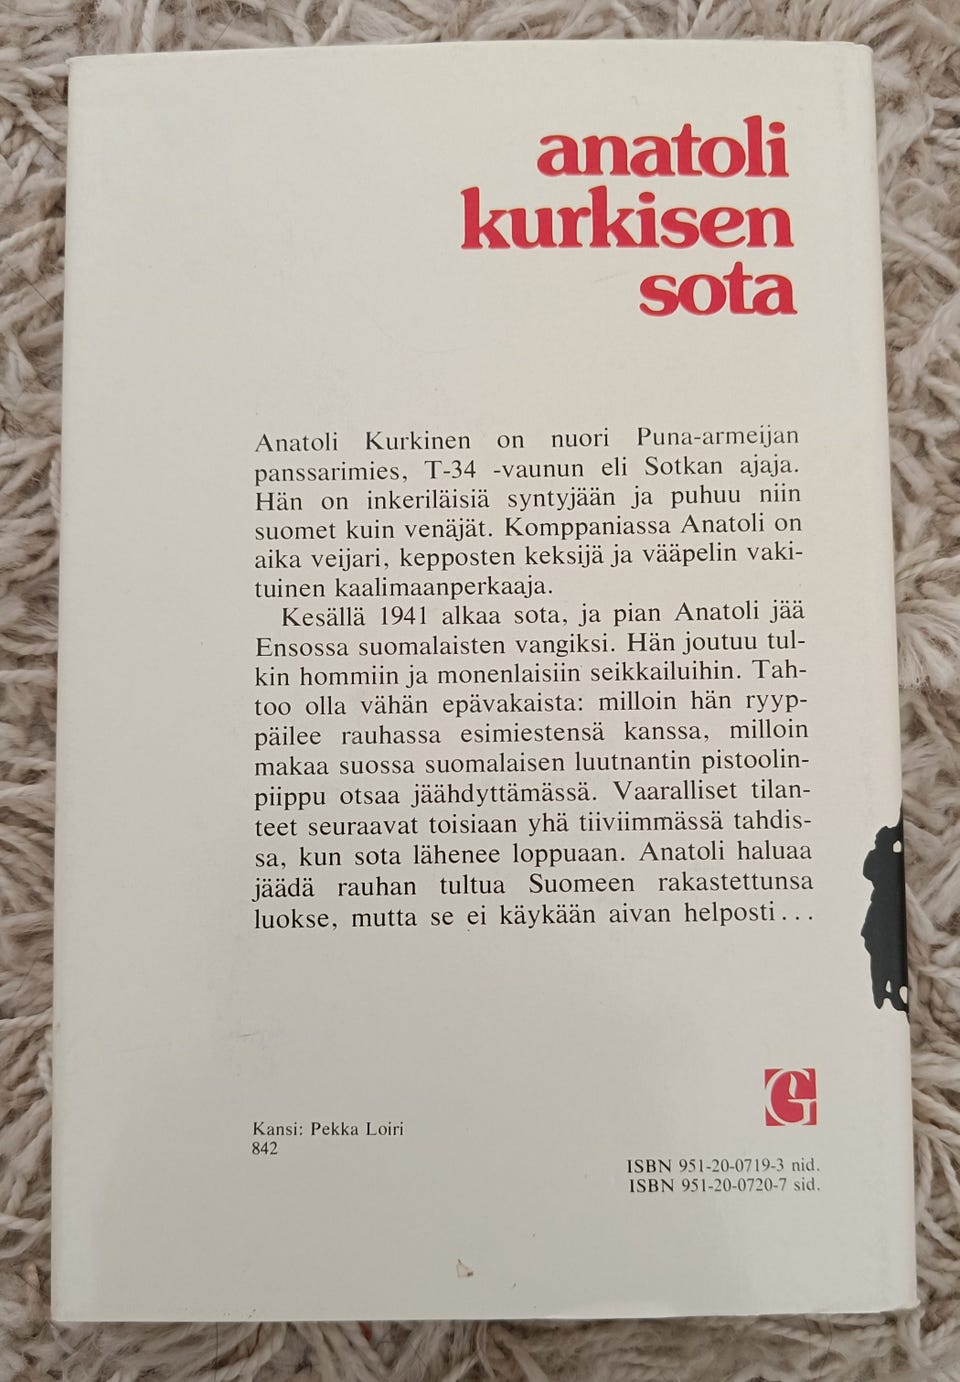 anatoli
kurkisen
sota
Anatoli Kurkinen on nuori Puna-armeijan
panssarimies, T-34 -vaunun eli Sotkan ajaja.
Hän on inkeriläisiä syntyjään ja puhuu niin
suomet kuin venäjät. Komppaniassa Anatoli on
aika veijari, kepposten keksijä ja vääpelin vaki-
tuinen kaalimaanperkaaja.
Kesällä 1941 alkaa sota, ja pian Anatoli jää
Ensossa suomalaisten vangiksi. Hän joutuu tul-
kin hommiin ja monenlaisiin seikkailuihin. Tah-
too olla vähän epävakaista: milloin hän ryyp-
päilee rauhassa esimiestensä kanssa, milloin
makaa suossa suomalaisen luutnantin pistoolin-
piippu otsaa jäähdyttämässä. Vaaralliset tilan-
teet seuraavat toisiaan yhä tiiviimmässä tahdis-
sa, kun sota lähenee loppuaan. Anatoli haluaa
jäädä rauhan tultua Suomeen rakastettunsa
luokse, mutta se ei käykään aivan helposti...
G
Kansi: Pekka Loiri
842
ISBN 951-20-0719-3 nid.
ISBN 951-20-0720-7 sid.